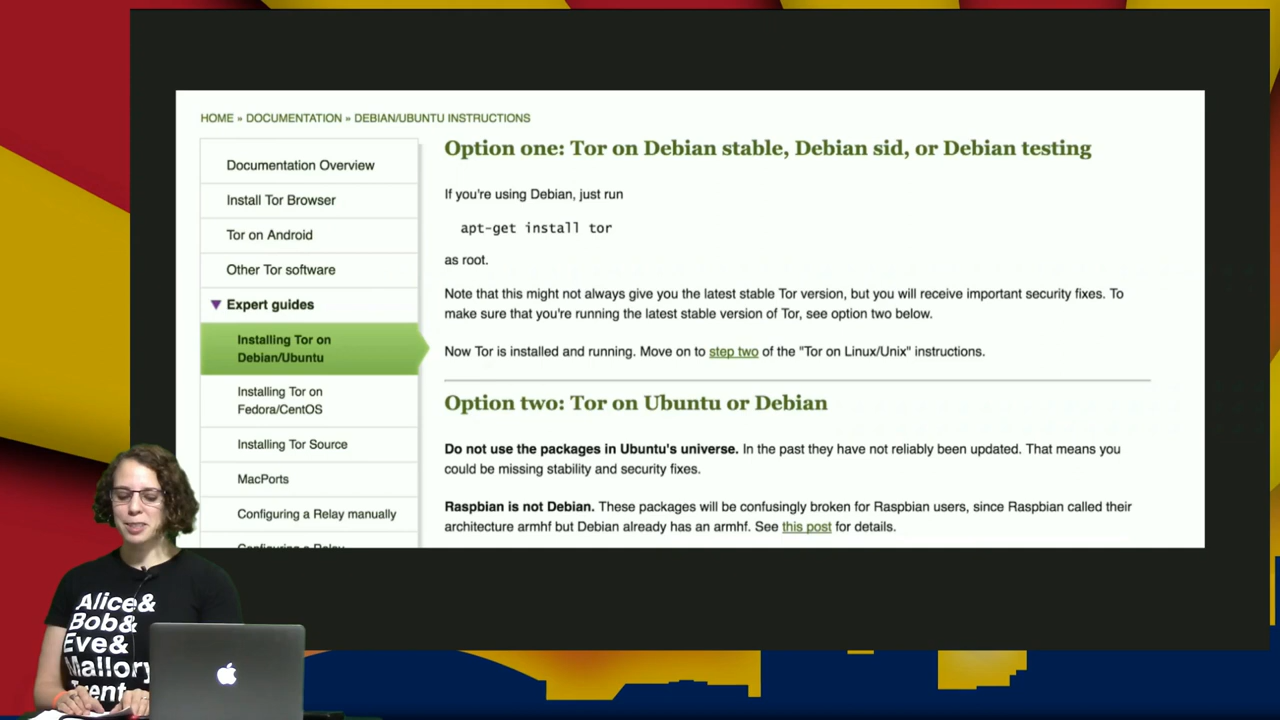 HOME » DOCUMENTATION » DEBIAN/UBUNTU INSTRUCTIONS
Documentation Overview
Install Tor Browser
Tor on Android
Other Tor software
Expert guides
Installing Tor on
Debian/Ubuntu
Installing Tor on
Fedora/CentOS
Installing Tor Source
MacPorts
Configuring a Relay manually
Configuring a Relay
Option one: Tor on Debian stable, Debian sid, or Debian testing
If you're using Debian, just run
apt-get install tor
as root.
Note that this might not always give you the latest stable Tor version, but you will receive important security fixes. To
make sure that you're running the latest stable version of Tor, see option two below.
Now Tor is installed and running. Move on to step two of the "Tor on Linux/Unix" instructions.
Option two: Tor on Ubuntu or Debian
Do not use the packages in Ubuntu's universe. In the past they have not reliably been updated. That means you
could be missing stability and security fixes.
Raspbian is not Debian. These packages will be confusingly broken for Raspbian users, since Raspbian called their
architecture armhf but Debian already has an armhf. See this post for details.
Alice&
Bob&
Eve&
Mallory
Trent